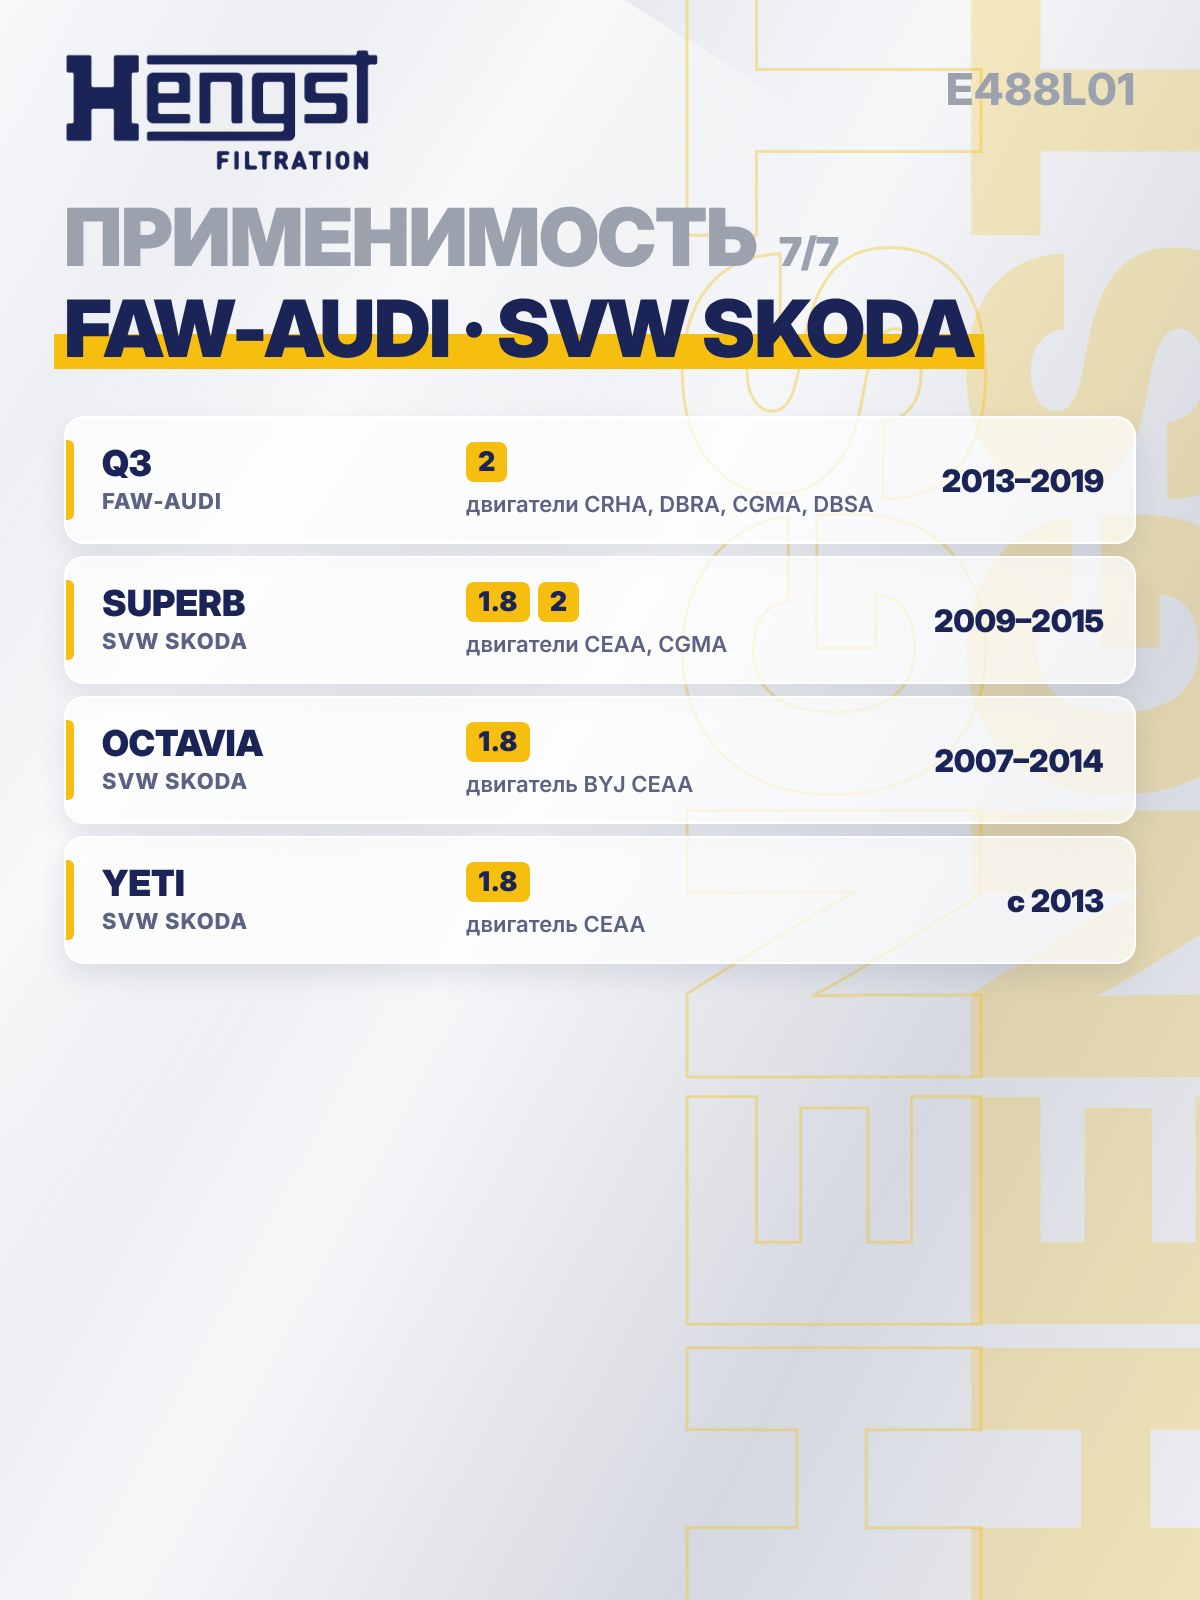 Hengst
FILTRATION
E488L01
ПРИМЕНИМОСТЬ 7/7
FAW-AUDI · SVW SKODA
Q3
FAW-AUDI
2
двигатели CRHA, DBRA, CGMA, DBSA
2013–2019
SUPERB
SVW SKODA
1.8 2
двигатели CEAA, CGMA
2009–2015
OCTAVIA
SVW SKODA
1.8
двигатель BYJ CEAA
2007–2014
YETI
SVW SKODA
1.8
двигатель CEAA
с 2013
HENGST
HENGST